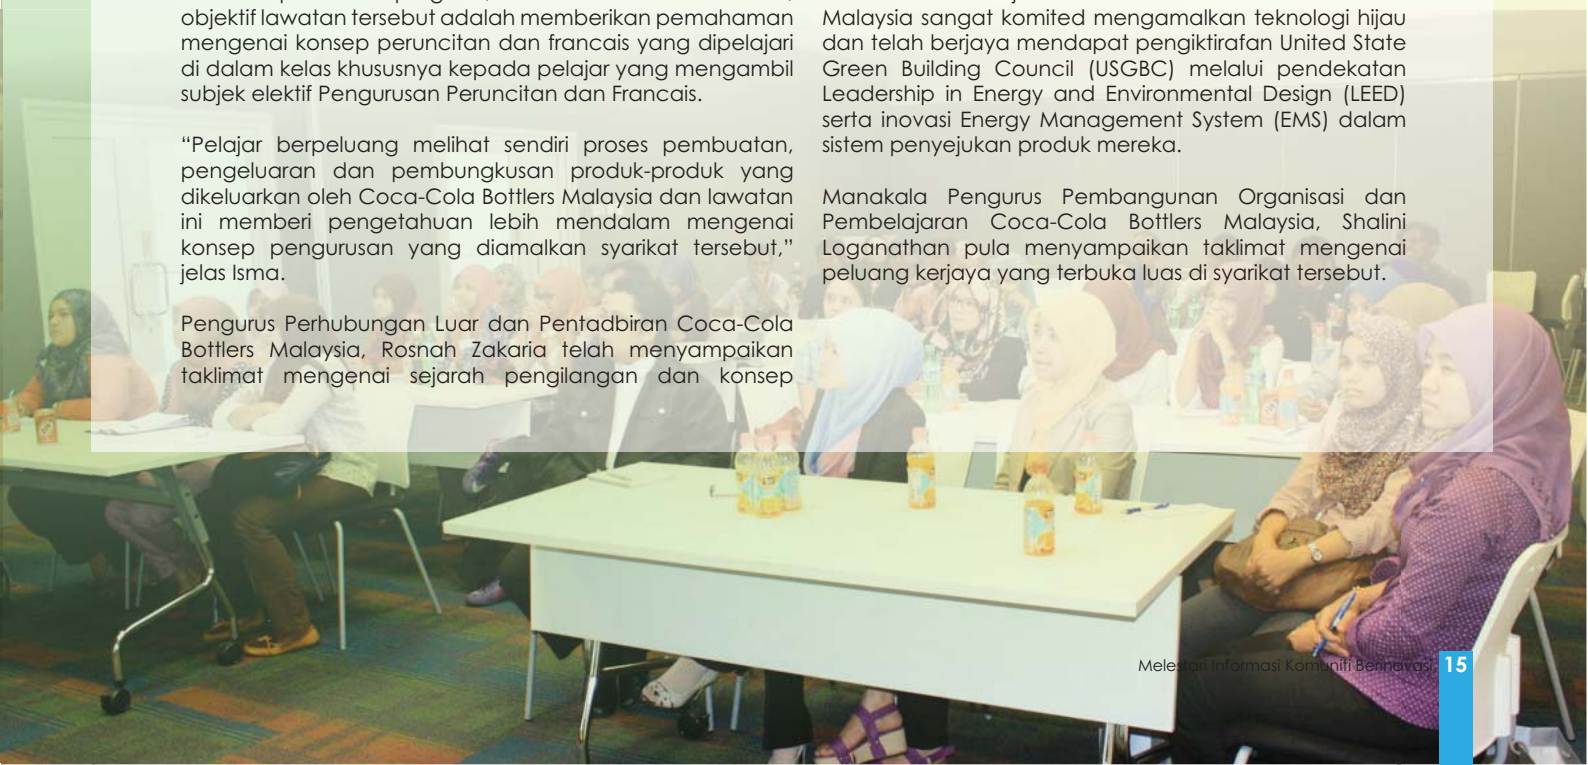 objektif lawatan tersebut adalah memberikan pemahaman
mengenai konsep peruncitan dan francais yang dipelajari
di dalam kelas khususnya kepada pelajar yang mengambil
subjek elektif Pengurusan Peruncitan dan Francais.
“Pelajar berpeluang melihat sendiri proses pembuatan,
pengeluaran dan pembungkusan produk-produk yang
dikeluarkan oleh Coca-Cola Bottlers Malaysia dan lawatan
ini memberi pengetahuan lebih mendalam mengenai
konsep pengurusan yang diamalkan syarikat tersebut,”
jelas Isma.
Pengurus Perhubungan Luar dan Pentadbiran Coca-Cola
Bottlers Malaysia, Rosnah Zakaria telah menyampaikan
taklimat mengenai sejarah pengilangan dan konsep
Malaysia sangat komited mengamalkan teknologi hijau
dan telah berjaya mendapat pengiktirafan United State
Green Building Council (USGBC) melalui pendekatan
Leadership in Energy and Environmental Design (LEED)
serta inovasi Energy Management System (EMS) dalam
sistem penyejukan produk mereka.
Manakala Pengurus Pembangunan Organisasi dan
Pembelajaran Coca-Cola Bottlers Malaysia, Shalini
Loganathan pula menyampaikan taklimat mengenai
peluang kerjaya yang terbuka luas di syarikat tersebut.
Melestari Informasi Komuniti Berinovasi 15